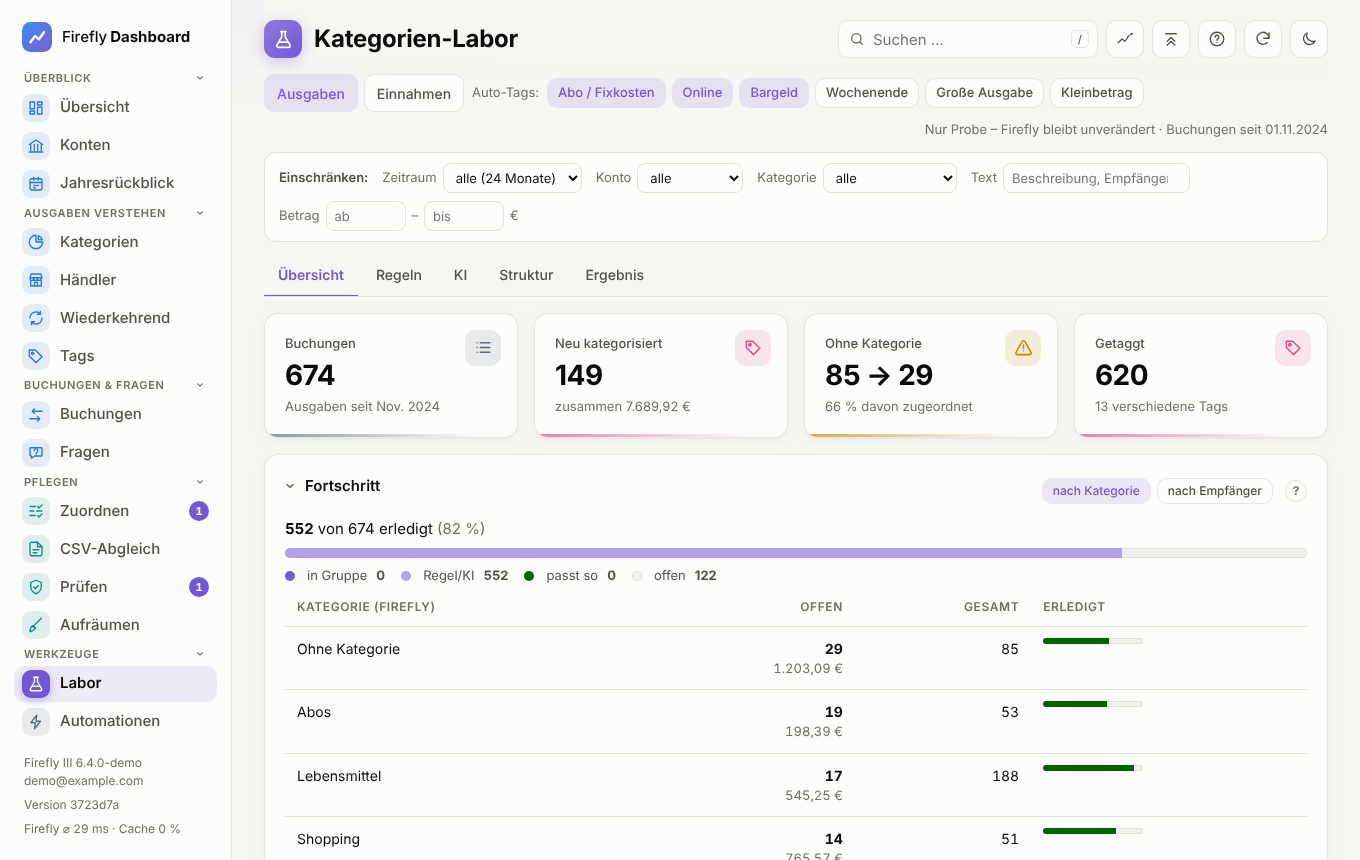 Firefly Dashboard
ÜBERBLICK
Übersicht
Konten
Jahresrückblick
AUSGABEN VERSTEHEN
Kategorien
Händler
Wiederkehrend
Tags
BUCHUNGEN & FRAGEN
Buchungen
Fragen
PFLEGEN
Zuordnen 1
CSV-Abgleich
Prüfen 1
Aufräumen
WERKZEUGE
Labor
Automationen
Firefly III 6.4.0-demo
demo@example.com
Version 3723d7a
Firefly ⌀ 29 ms · Cache 0 %
Kategorien-Labor
Suchen ... /
Ausgaben Einnahmen Auto-Tags: Abo / Fixkosten Online Bargeld Wochenende Große Ausgabe Kleinbetrag
Nur Probe – Firefly bleibt unverändert · Buchungen seit 01.11.2024
Einschränken: Zeitraum alle (24 Monate) Konto alle Kategorie alle Text Beschreibung, Empfänger
Betrag ab – bis €
Übersicht Regeln KI Struktur Ergebnis
Buchungen
674
Ausgaben seit Nov. 2024
Neu kategorisiert
149
zusammen 7.689,92 €
Ohne Kategorie
85 → 29
66 % davon zugeordnet
Getaggt
620
13 verschiedene Tags
Fortschritt nach Kategorie nach Empfänger ?
552 von 674 erledigt (82 %)
in Gruppe 0 Regel/KI 552 passt so 0 offen 122
KATEGORIE (FIREFLY) OFFEN GESAMT ERLEDIGT
Ohne Kategorie 29 85
1.203,09 €
Abos 19 53
198,39 €
Lebensmittel 17 188
545,25 €
Shopping 14 51
765,57 €